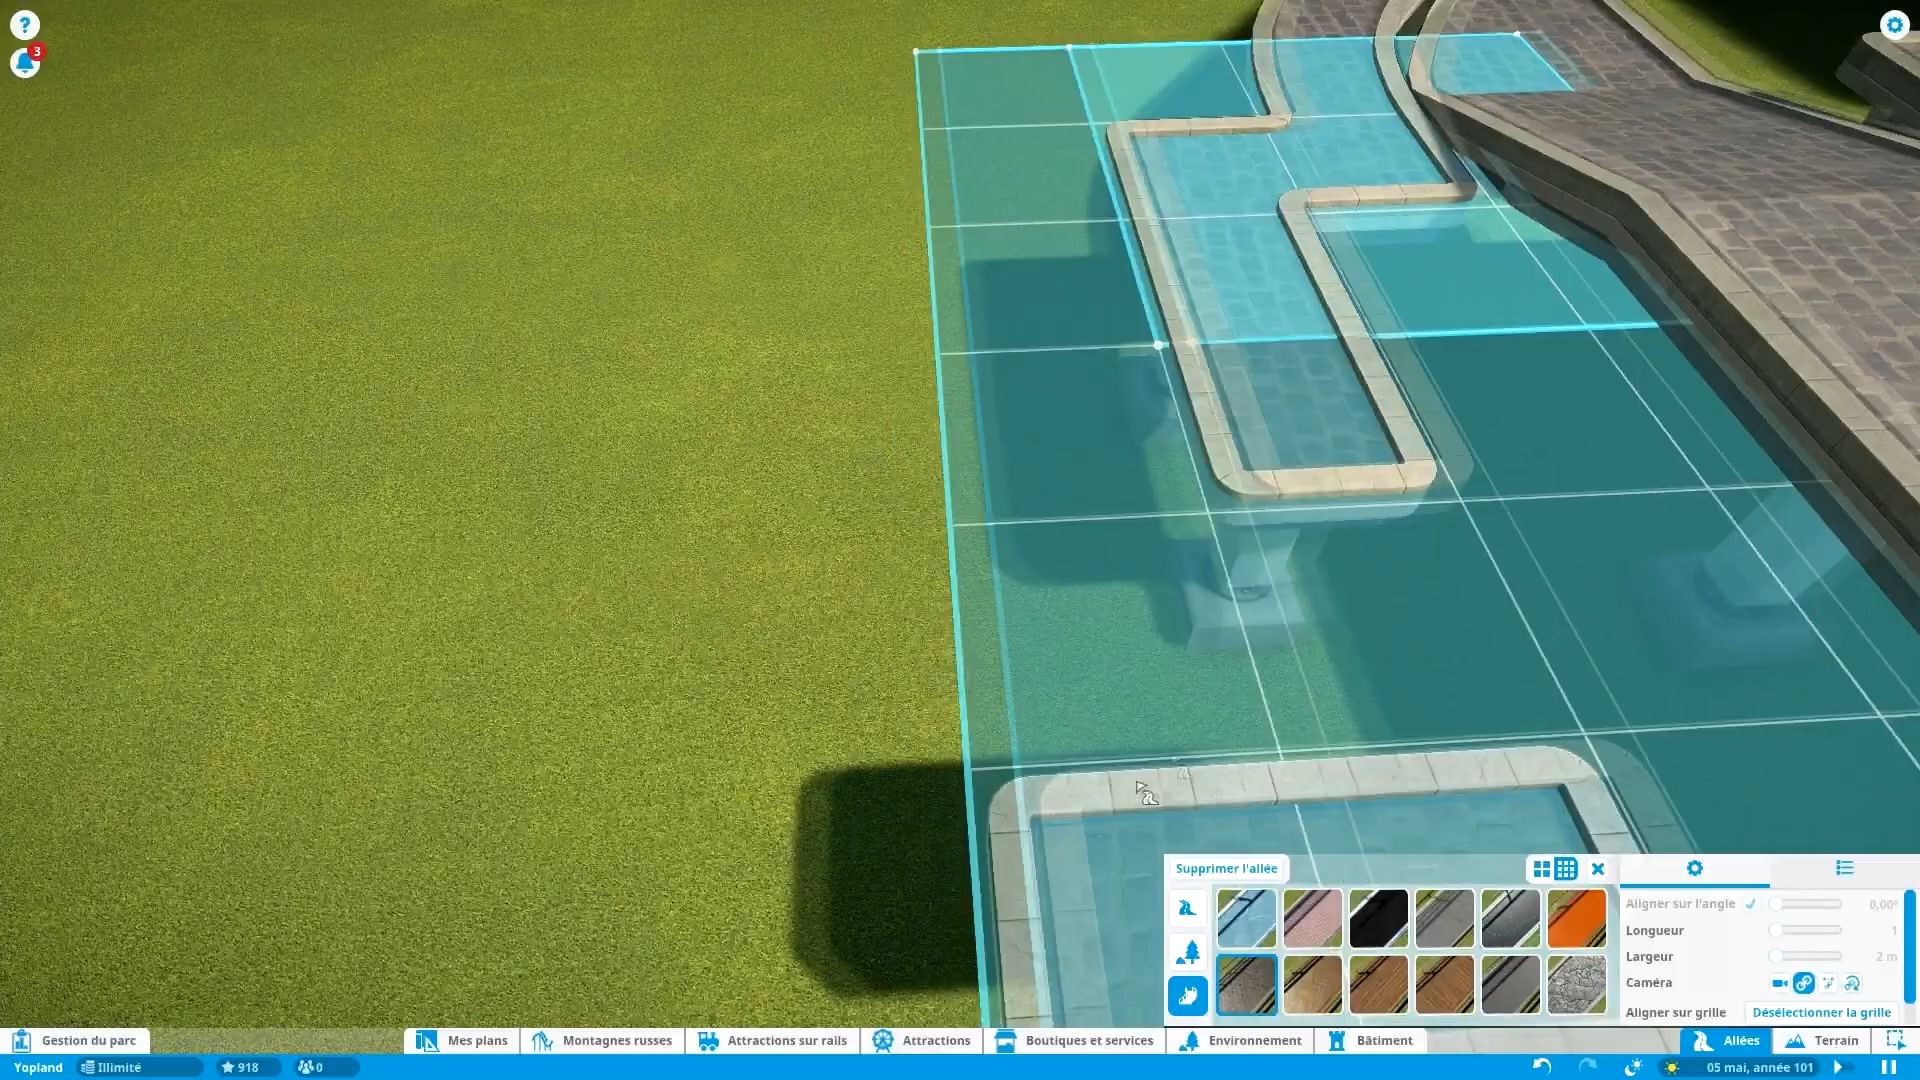 ?
3
Supprimer l'allée
Aligner sur l'angle
0,00°
Longueur
1
Largeur
2 m
Caméra
Aligner sur grille
Désélectionner la grille
Gestion du parc
Mes plans
Montagnes russes
Attractions sur rails
Attractions
Boutiques et services
Environnement
Bâtiment
Allées
Terrain
Yopland
Illimité
918
0
05 mai, année 101